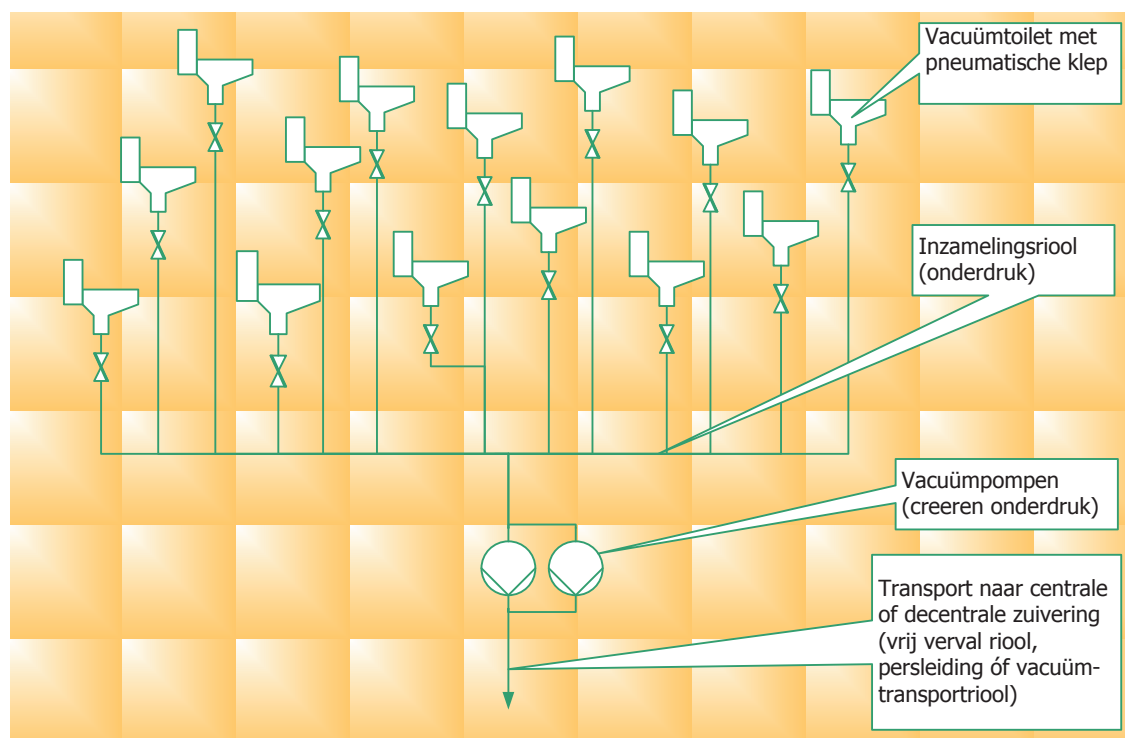 Vacuümtoilet met
pneumatische klep
Inzamelingsriool
(onderdruk)
Vacuümpompen
(creeren onderdruk)
Transport naar centrale
of decentrale zuivering
(vrij verval riool,
persleiding óf vacuüm-
transportriool)